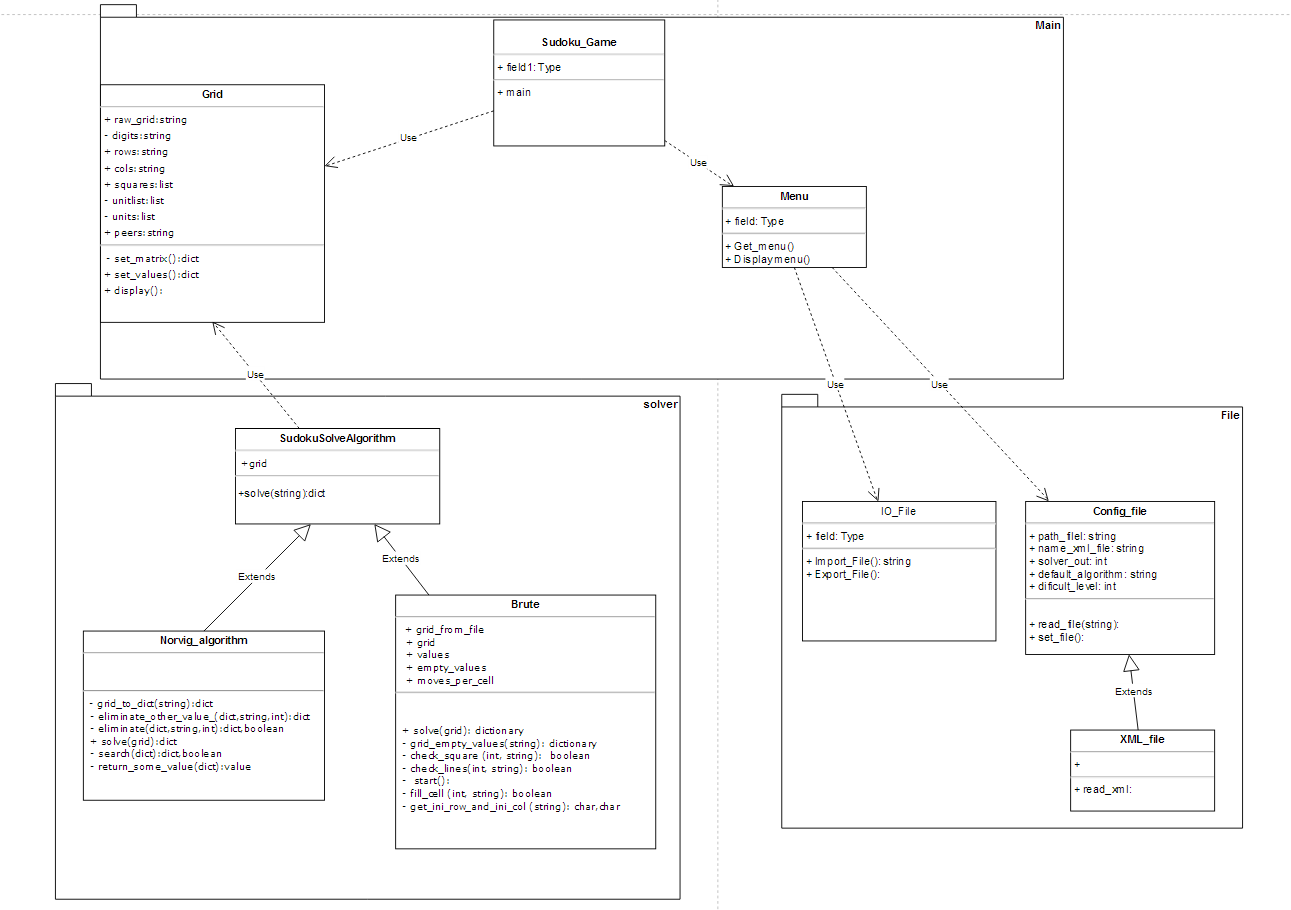 Main
Sudoku_Game
+ field1: Type
+ main
Grid
+ raw_grid:string
- digits:string
+ rows:string
+ cols:string
+ squares:list
- unitlist:list
- units:list
+ peers:string
- set_matrix():dict
+ set_values():dict
+ display():
Use
Use
Menu
+ field: Type
+ Get_menu()
+ Displaymenu()
Use
Use
Use
solver
SudokuSolveAlgorithm
+grid
+solve(string):dict
Extends
Extends
Norvig_algorithm
- grid_to_dict(string):dict
- eliminate_other_value_(dict,string,int):dict
- eliminate(dict,string,int):dict,boolean
+ solve(grid):dict
- search(dict):dict,boolean
- return_some_value(dict):value
Brute
+ grid_from_file
+ grid
+ values
+ empty_values
+ moves_per_cell
+ solve(grid): dictionary
- grid_empty_values(string): dictionary
- check_square (int, string): boolean
- check_lines(int, string): boolean
- start():
- fill_cell (int, string): boolean
- get_ini_row_and_ini_col (string): char,char
File
IO_File
+ field: Type
+ Import_File(): string
+ Export_File():
Config_file
+ path_filel: string
+ name_xml_file: string
+ solver_out: int
+ default_algorithm: string
+ dificult_level: int
+ read_file(string):
+ set_file():
Extends
XML_file
+
+ read_xml: